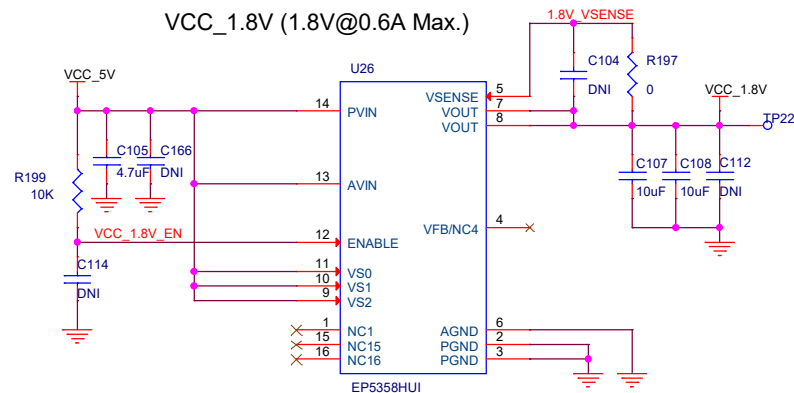 VCC_1.8V (1.8V@0.6A Max.)
1.8V_VSENSE
U26
C104
R197
VCC_5V
DNI
0
VCC_1.8V
5
VSENSE
14
PVIN
7
VOUT
8
VOUT
TP22
C105
C166
4.7uF
DNI
R199
10K
13
AVIN
C107
C108
C112
10uF
10uF
DNI
VCC_1.8V_EN
12
ENABLE
4
VFB/NC4
C114
DNI
11
VS0
10
VS1
9
VS2
1
NC1
15
NC15
16
NC16
6
AGND
2
PGND
3
PGND
EP5358HUI